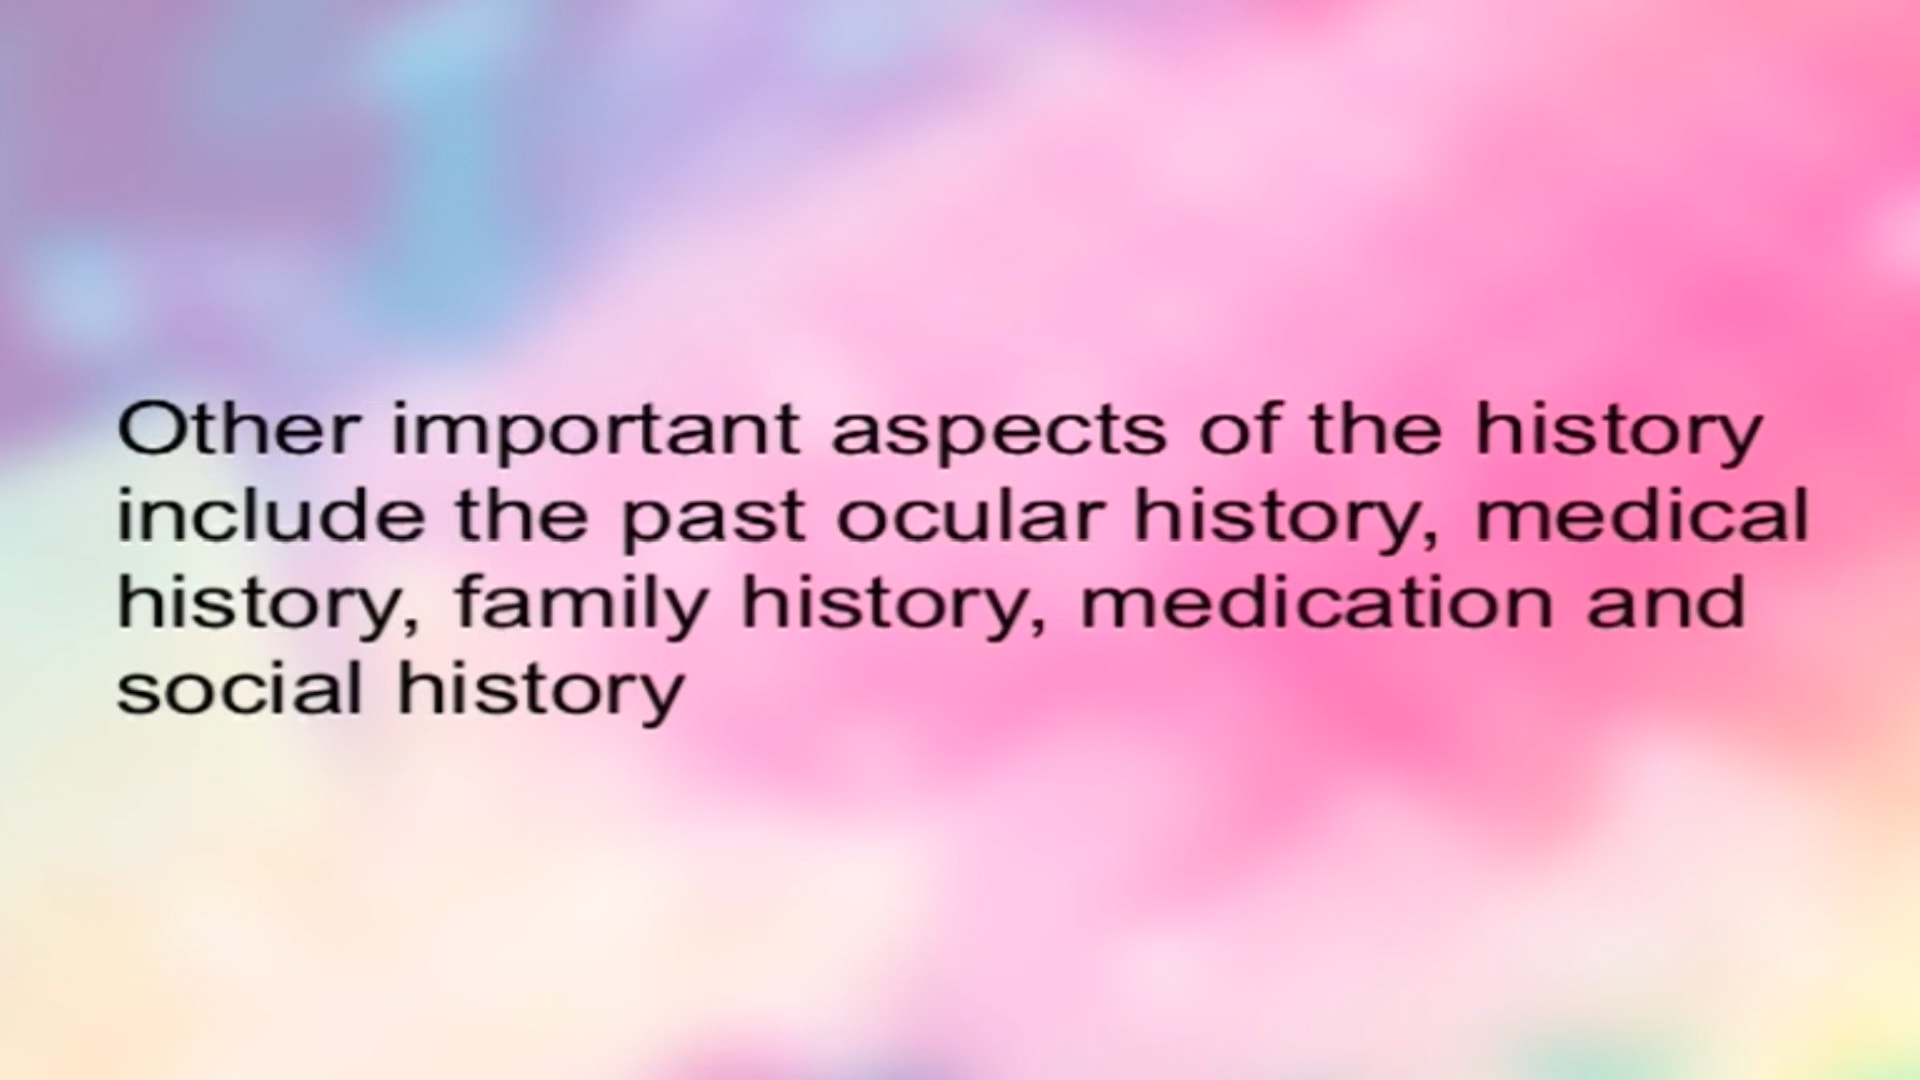 Other important aspects of the history
include the past ocular history, medical
history, family history, medication and
social history